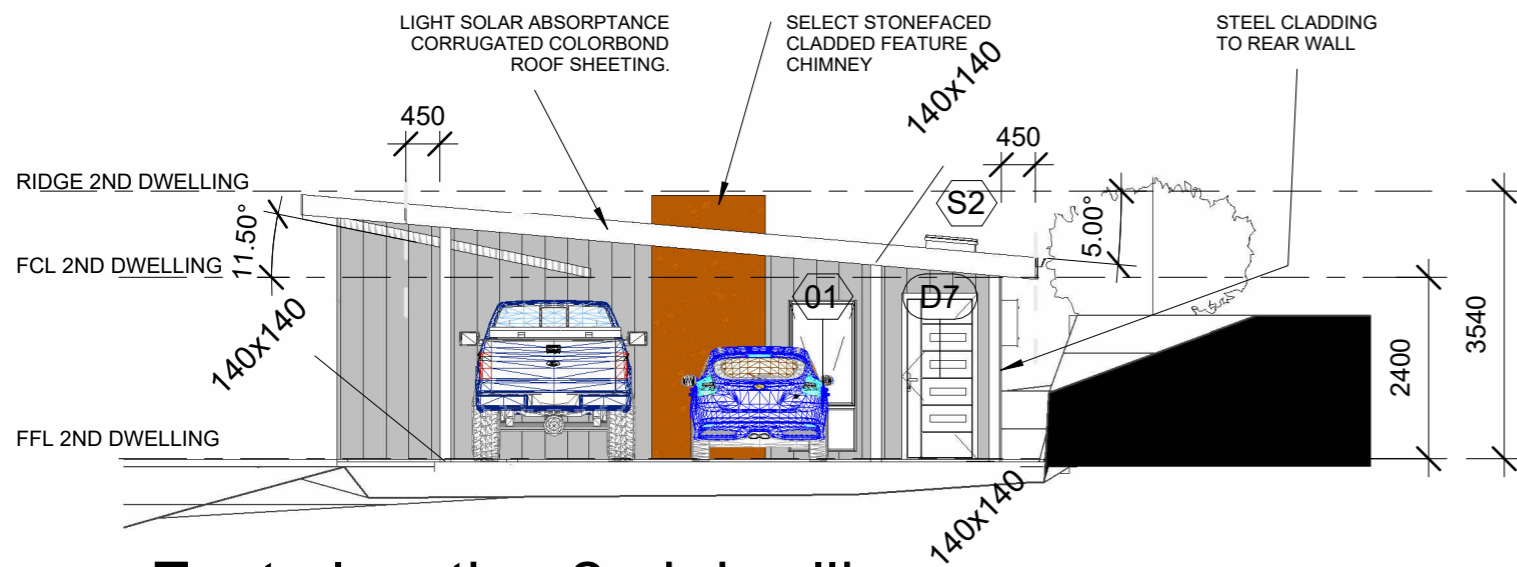 LIGHT SOLAR ABSORPTANCE
CORRUGATED COLORBOND
ROOF SHEETING.
SELECT STONEFACED
CLADDED FEATURE
CHIMNEY
STEEL CLADDING
TO REAR WALL
140x140
450
450
RIDGE 2ND DWELLING
S2
11.50°
5.00°
FCL 2ND DWELLING
01
D7
140x140
2400
3540
FFL 2ND DWELLING
140x140